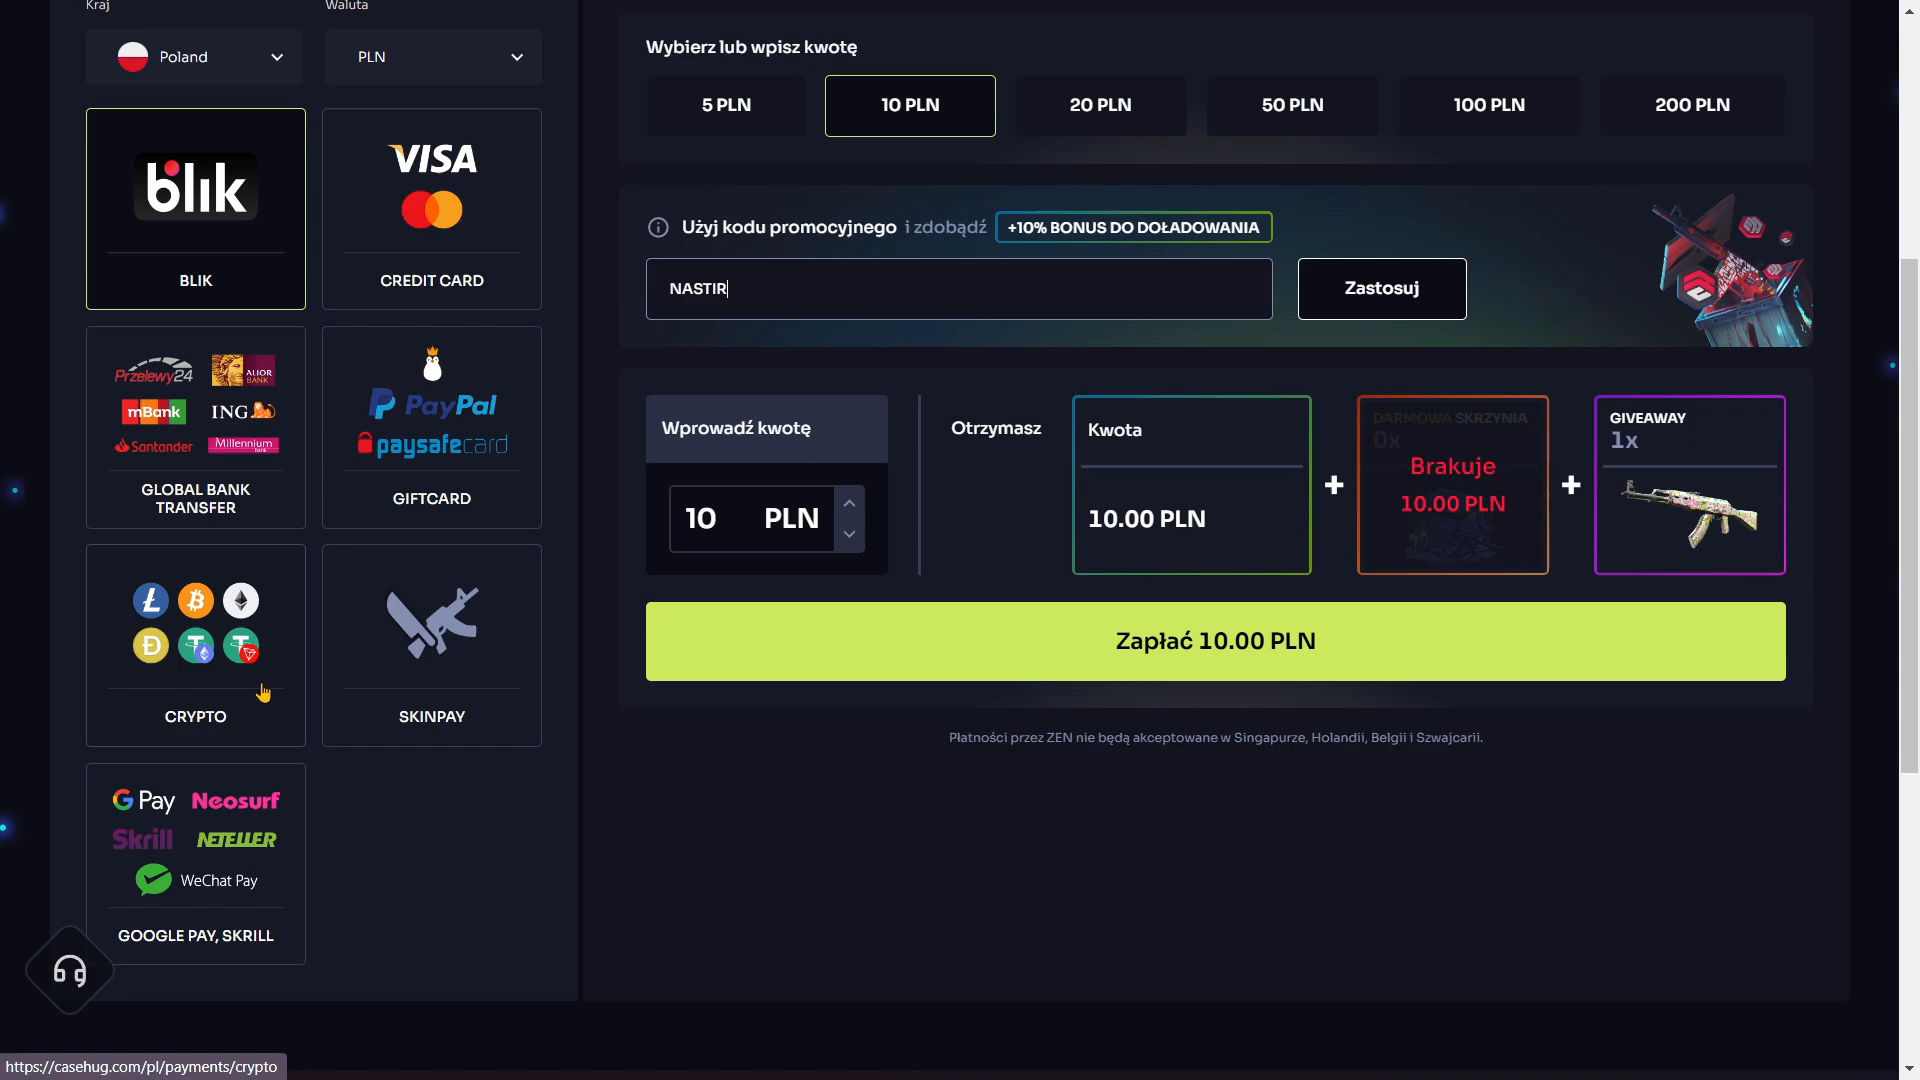 Kraj
Waluta
Poland
PLN
blik
BLIK
VISA
CREDIT CARD
Przelewy24
ALIOR
BANK
mBank
ING
Santander
Millennium
bank
GLOBAL BANK
TRANSFER
PayPal
paysafecard
GIFTCARD
CRYPTO
SKINPAY
G Pay
Neosurf
Skrill
NETELLER
WeChat Pay
GOOGLE PAY, SKRILL
Wybierz lub wpisz kwotę
5 PLN
10 PLN
20 PLN
50 PLN
100 PLN
200 PLN
Użyj kodu promocyjnego i zdobądź +10% BONUS DO DOŁADOWANIA
NASTIR
Zastosuj
Wprowadź kwotę
10 PLN
Otrzymasz
Kwota
10.00 PLN
+
DARMOWA SKRZYNIA
0x
Brakuje
10.00 PLN
+
GIVEAWAY
1x
Zapłać 10.00 PLN
Płatności przez ZEN nie będą akceptowane w Singapurze, Holandii, Belgii i Szwajcarii.
https://casehug.com/pl/payments/crypto